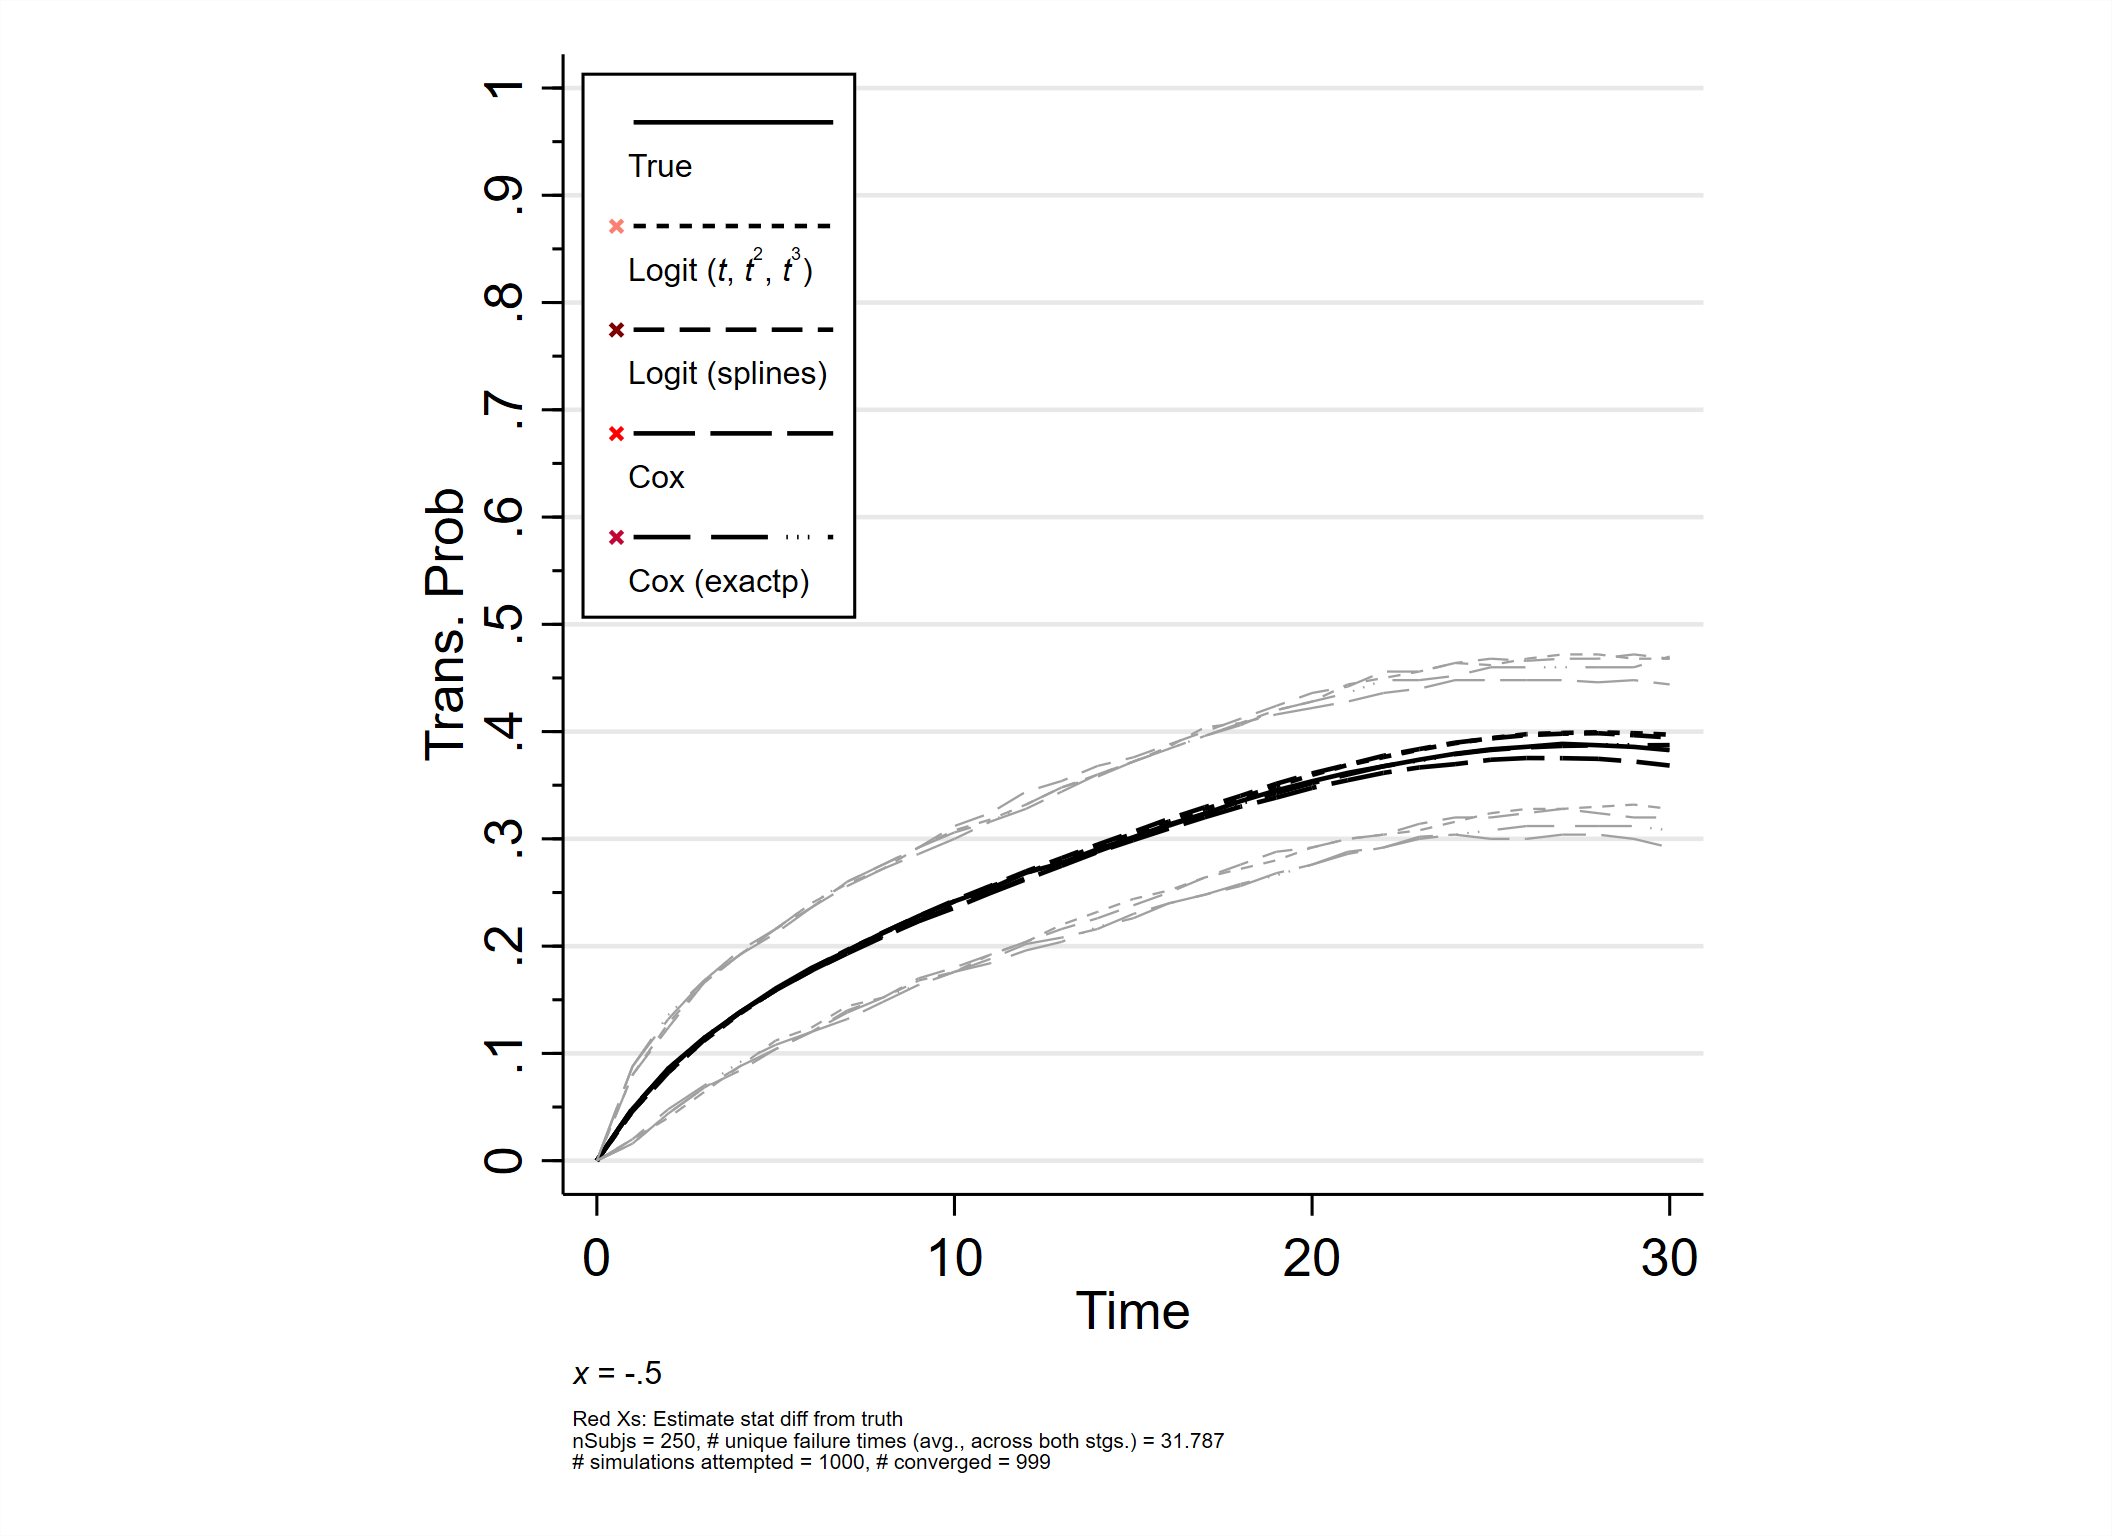 1
.9
.8
.7
.6
.5
.4
.3
.2
.1
0
Trans. Prob
True
Logit (t, t², t³)
Logit (splines)
Cox
Cox (exactp)
0 10 20 30
Time
x = -.5
Red Xs: Estimate stat diff from truth
nSubjs = 250, # unique failure times (avg., across both stgs.) = 31.787
# simulations attempted = 1000, # converged = 999